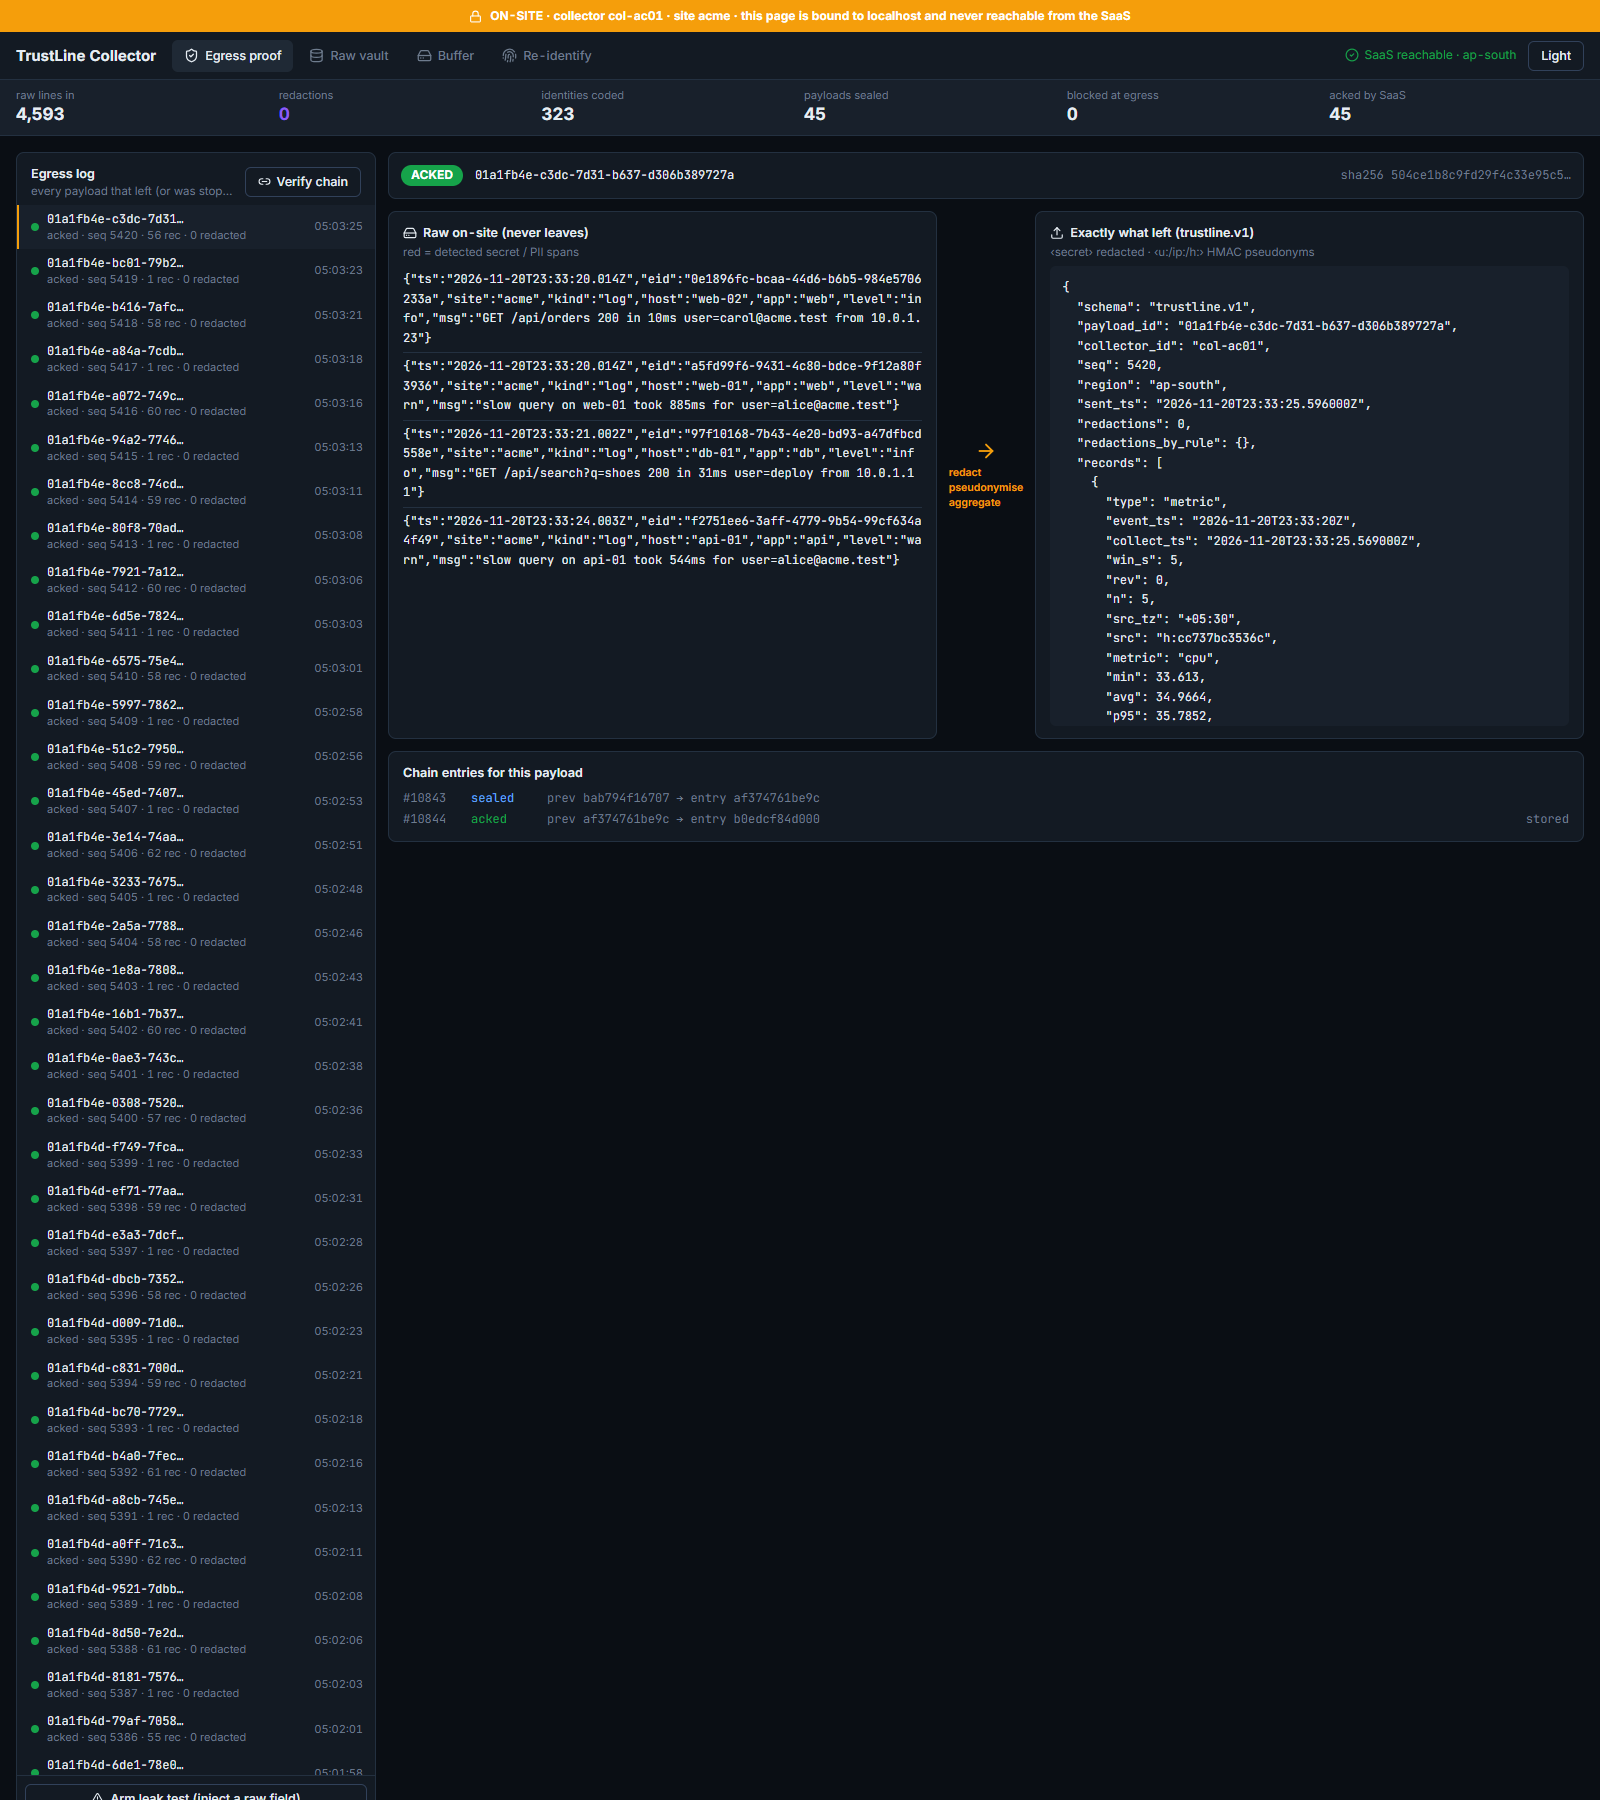 ON-SITE · collector col-ac01 · site acme · this page is bound to localhost and never reachable from the SaaS
TrustLine Collector
Egress proof
Raw vault
Buffer
Re-identify
SaaS reachable · ap-south
Light
raw lines in
4,593
redactions
0
identities coded
323
payloads sealed
45
blocked at egress
0
acked by SaaS
45
Egress log
every payload that left (or was stop…
Verify chain
01a1fb4e-c3dc-7d31…
acked · seq 5420 · 56 rec · 0 redacted
05:03:25
01a1fb4e-bc01-79b2…
acked · seq 5419 · 1 rec · 0 redacted
05:03:23
01a1fb4e-b416-7afc…
acked · seq 5418 · 58 rec · 0 redacted
05:03:21
01a1fb4e-a84a-7cdb…
acked · seq 5417 · 1 rec · 0 redacted
05:03:18
01a1fb4e-a072-749c…
acked · seq 5416 · 60 rec · 0 redacted
05:03:16
01a1fb4e-94a2-7746…
acked · seq 5415 · 1 rec · 0 redacted
05:03:13
01a1fb4e-8cc8-74cd…
acked · seq 5414 · 59 rec · 0 redacted
05:03:11
01a1fb4e-80f8-70ad…
acked · seq 5413 · 1 rec · 0 redacted
05:03:08
01a1fb4e-7921-7a12…
acked · seq 5412 · 60 rec · 0 redacted
05:03:06
01a1fb4e-6d5e-7824…
acked · seq 5411 · 1 rec · 0 redacted
05:03:03
01a1fb4e-6575-75e4…
acked · seq 5410 · 58 rec · 0 redacted
05:03:01
01a1fb4e-5997-7862…
acked · seq 5409 · 1 rec · 0 redacted
05:02:58
01a1fb4e-51c2-7950…
acked · seq 5408 · 59 rec · 0 redacted
05:02:56
01a1fb4e-45ed-7407…
acked · seq 5407 · 1 rec · 0 redacted
05:02:53
01a1fb4e-3e14-74aa…
acked · seq 5406 · 62 rec · 0 redacted
05:02:51
01a1fb4e-3233-7675…
acked · seq 5405 · 1 rec · 0 redacted
05:02:48
01a1fb4e-2a5a-7788…
acked · seq 5404 · 58 rec · 0 redacted
05:02:46
01a1fb4e-1e8a-7808…
acked · seq 5403 · 1 rec · 0 redacted
05:02:43
01a1fb4e-16b1-7b37…
acked · seq 5402 · 60 rec · 0 redacted
05:02:41
01a1fb4e-0ae3-743c…
acked · seq 5401 · 1 rec · 0 redacted
05:02:38
01a1fb4e-0308-7520…
acked · seq 5400 · 57 rec · 0 redacted
05:02:36
01a1fb4d-f749-7fca…
acked · seq 5399 · 1 rec · 0 redacted
05:02:33
01a1fb4d-ef71-77aa…
acked · seq 5398 · 59 rec · 0 redacted
05:02:31
01a1fb4d-e3a3-7dcf…
acked · seq 5397 · 1 rec · 0 redacted
05:02:28
01a1fb4d-dbcb-7352…
acked · seq 5396 · 58 rec · 0 redacted
05:02:26
01a1fb4d-d009-71d0…
acked · seq 5395 · 1 rec · 0 redacted
05:02:23
01a1fb4d-c831-700d…
acked · seq 5394 · 59 rec · 0 redacted
05:02:21
01a1fb4d-bc70-7729…
acked · seq 5393 · 1 rec · 0 redacted
05:02:18
01a1fb4d-b4a0-7fec…
acked · seq 5392 · 61 rec · 0 redacted
05:02:16
01a1fb4d-a8cb-745e…
acked · seq 5391 · 1 rec · 0 redacted
05:02:13
01a1fb4d-a0ff-71c3…
acked · seq 5390 · 62 rec · 0 redacted
05:02:11
01a1fb4d-9521-7dbb…
acked · seq 5389 · 1 rec · 0 redacted
05:02:08
01a1fb4d-8d50-7e2d…
acked · seq 5388 · 61 rec · 0 redacted
05:02:06
01a1fb4d-8181-7576…
acked · seq 5387 · 1 rec · 0 redacted
05:02:03
01a1fb4d-79af-7058…
acked · seq 5386 · 55 rec · 0 redacted
05:02:01
01a1fb4d-6de1-78e0…
05:01:58
Arm leak test (inject a raw field)
ACKED
01a1fb4e-c3dc-7d31-b637-d306b389727a
sha256 504ce1b8c9fd29f4c33e95c5…
Raw on-site (never leaves)
red = detected secret / PII spans
{"ts":"2026-11-20T23:33:20.014Z","eid":"0e1896fc-bcaa-44d6-b6b5-984e5706
233a","site":"acme","kind":"log","host":"web-02","app":"web","level":"in
fo","msg":"GET /api/orders 200 in 10ms user=carol@acme.test from 10.0.1.
23"}
{"ts":"2026-11-20T23:33:20.014Z","eid":"a5fd99f6-9431-4c80-bdce-9f12a80f
3936","site":"acme","kind":"log","host":"web-01","app":"web","level":"wa
rn","msg":"slow query on web-01 took 885ms for user=alice@acme.test"}
{"ts":"2026-11-20T23:33:21.002Z","eid":"97f10168-7b43-4e20-bd93-a47dfbcd
558e","site":"acme","kind":"log","host":"db-01","app":"db","level":"inf
o","msg":"GET /api/search?q=shoes 200 in 31ms user=deploy from 10.0.1.1
1"}
{"ts":"2026-11-20T23:33:24.003Z","eid":"f2751ee6-3aff-4779-9b54-99cf634a
4f49","site":"acme","kind":"log","host":"api-01","app":"api","level":"wa
rn","msg":"slow query on api-01 took 544ms for user=alice@acme.test"}
→
redact
pseudonymise
aggregate
Exactly what left (trustline.v1)
‹secret› redacted · ‹u:/ip:/h:› HMAC pseudonyms
{
"schema": "trustline.v1",
"payload_id": "01a1fb4e-c3dc-7d31-b637-d306b389727a",
"collector_id": "col-ac01",
"seq": 5420,
"region": "ap-south",
"sent_ts": "2026-11-20T23:33:25.596000Z",
"redactions": 0,
"redactions_by_rule": {},
"records": [
{
"type": "metric",
"event_ts": "2026-11-20T23:33:20Z",
"collect_ts": "2026-11-20T23:33:25.569000Z",
"win_s": 5,
"rev": 0,
"n": 5,
"src_tz": "+05:30",
"src": "h:cc737bc3536c",
"metric": "cpu",
"min": 33.613,
"avg": 34.9664,
"p95": 35.7852,
Chain entries for this payload
#10843 sealed prev bab794f16707 → entry af374761be9c
#10844 acked prev af374761be9c → entry b0edcf84d000 stored